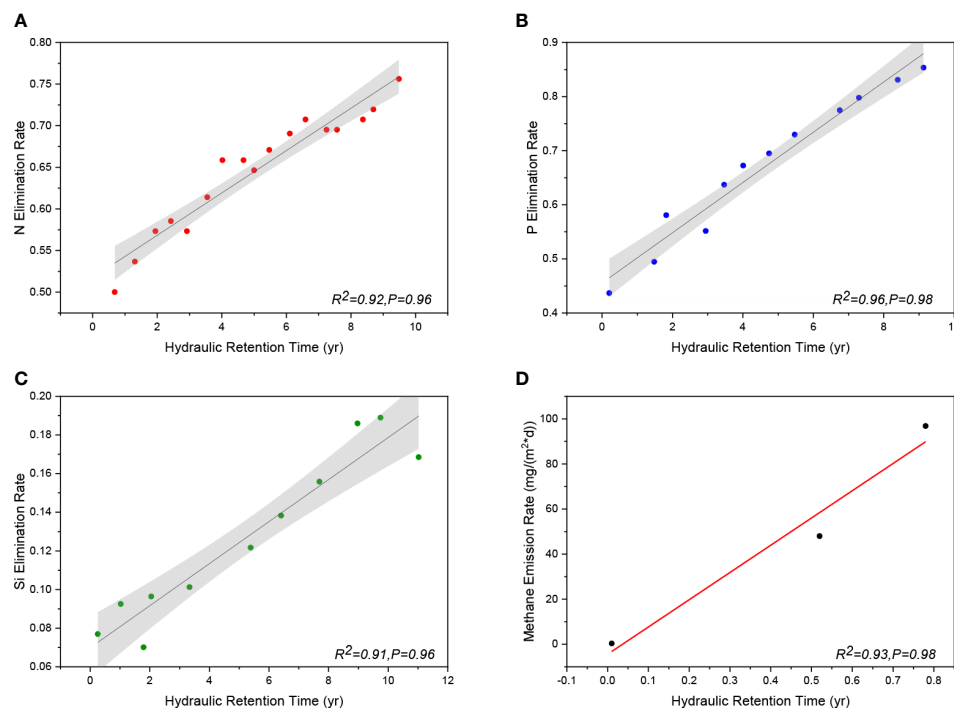 A
0.80
0.75
0.70
0.65
0.60
0.55
0.50
N Elimination Rate
0 2 4 6 8 10
Hydraulic Retention Time (yr)
R²=0.92,P=0.96
B
0.9
0.8
0.7
0.6
0.5
0.4
P Elimination Rate
0 2 4 6 8
Hydraulic Retention Time (yr)
R²=0.96,P=0.98
C
0.20
0.18
0.16
0.14
0.12
0.10
0.08
0.06
Si Elimination Rate
0 2 4 6 8 10 12
Hydraulic Retention Time (yr)
R²=0.91,P=0.96
D
100
80
60
40
20
0
Methane Emission Rate (mg/(m²*d))
-0.1 0.0 0.1 0.2 0.3 0.4 0.5 0.6 0.7 0.8
Hydraulic Retention Time (yr)
R²=0.93,P=0.98